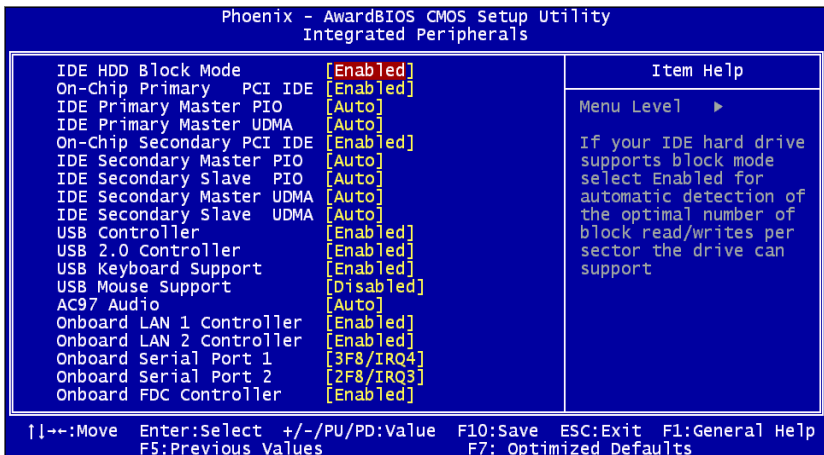 Phoenix - AwardBIOS CMOS Setup Utility
Integrated Peripherals
IDE HDD Block Mode [Enabled]
On-Chip Primary PCI IDE [Enabled]
IDE Primary Master PIO [Auto]
IDE Primary Master UDMA [Auto]
On-Chip Secondary PCI IDE [Enabled]
IDE Secondary Master PIO [Auto]
IDE Secondary Slave PIO [Auto]
IDE Secondary Master UDMA [Auto]
IDE Secondary Slave UDMA [Auto]
USB Controller [Enabled]
USB 2.0 Controller [Enabled]
USB Keyboard Support [Enabled]
USB Mouse Support [Disabled]
AC97 Audio [Auto]
Onboard LAN 1 Controller [Enabled]
Onboard LAN 2 Controller [Enabled]
Onboard Serial Port 1 [3F8/IRQ4]
Onboard Serial Port 2 [2F8/IRQ3]
Onboard FDC Controller [Enabled]
Item Help
Menu Level ▶
If your IDE hard drive
supports block mode
select Enabled for
automatic detection of
the optimal number of
block read/writes per
sector the drive can
support
↑↓→←:Move Enter:Select +/-/PU/PD:Value F10:Save ESC:Exit F1:General Help
F5:Previous Values F7: Optimized Defaults